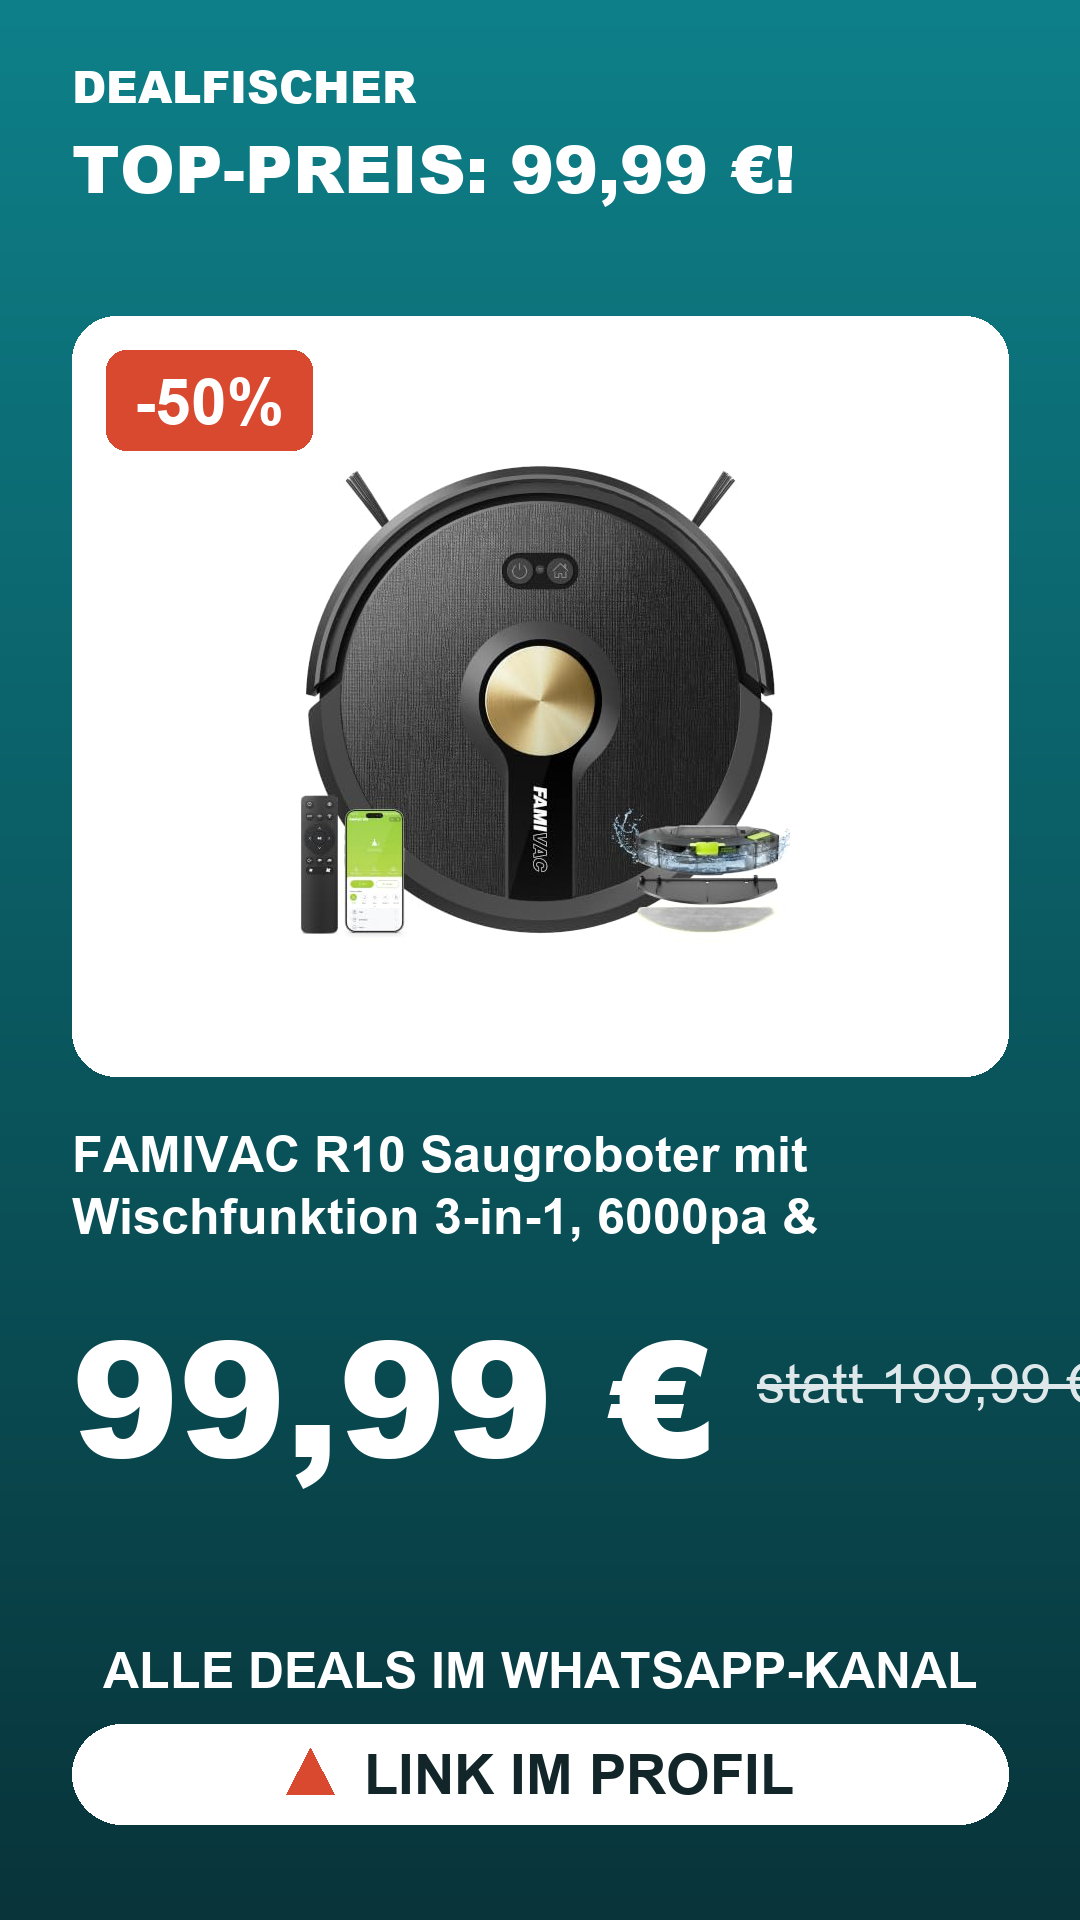 DEALFISCHER
TOP-PREIS: 99,99 €!
-50%
FAMIVAC
FAMIVAC R10 Saugroboter mit
Wischfunktion 3-in-1, 6000pa &
99,99 € statt 199,99 €
ALLE DEALS IM WHATSAPP-KANAL
LINK IM PROFIL